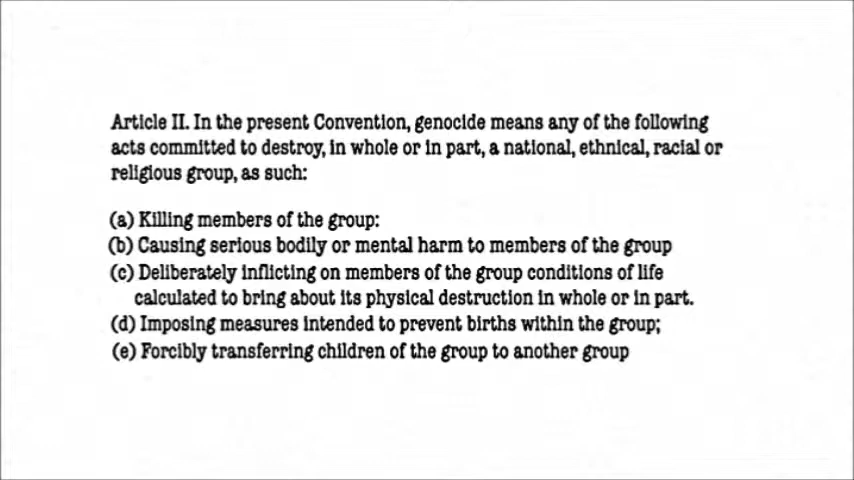 Article II. In the present Convention, genocide means any of the following
acts committed to destroy, in whole or in part, a national, ethnical, racial or
religious group, as such:
(a) Killing members of the group:
(b) Causing serious bodily or mental harm to members of the group
(c) Deliberately inflicting on members of the group conditions of life
calculated to bring about its physical destruction in whole or in part.
(d) Imposing measures intended to prevent births within the group;
(e) Forcibly transferring children of the group to another group